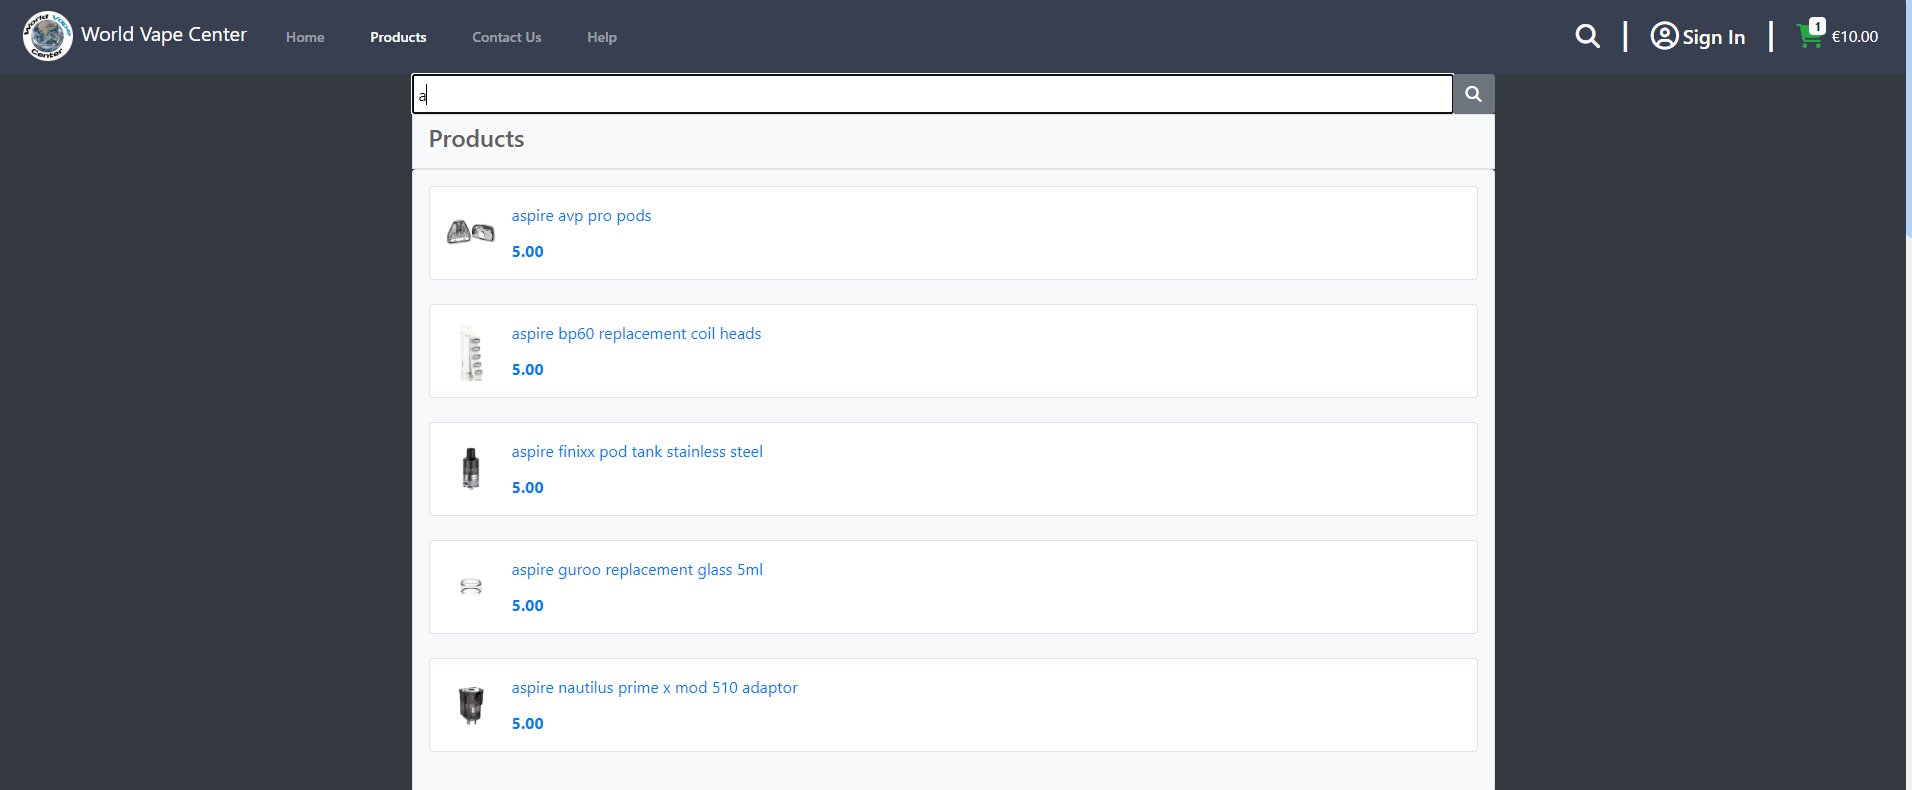 World Vape Center
World Vape Center
Home
Products
Contact Us
Help
Sign In
1
€10.00
a
Products
aspire avp pro pods
5.00
aspire bp60 replacement coil heads
5.00
aspire finixx pod tank stainless steel
5.00
aspire guroo replacement glass 5ml
5.00
aspire nautilus prime x mod 510 adaptor
5.00